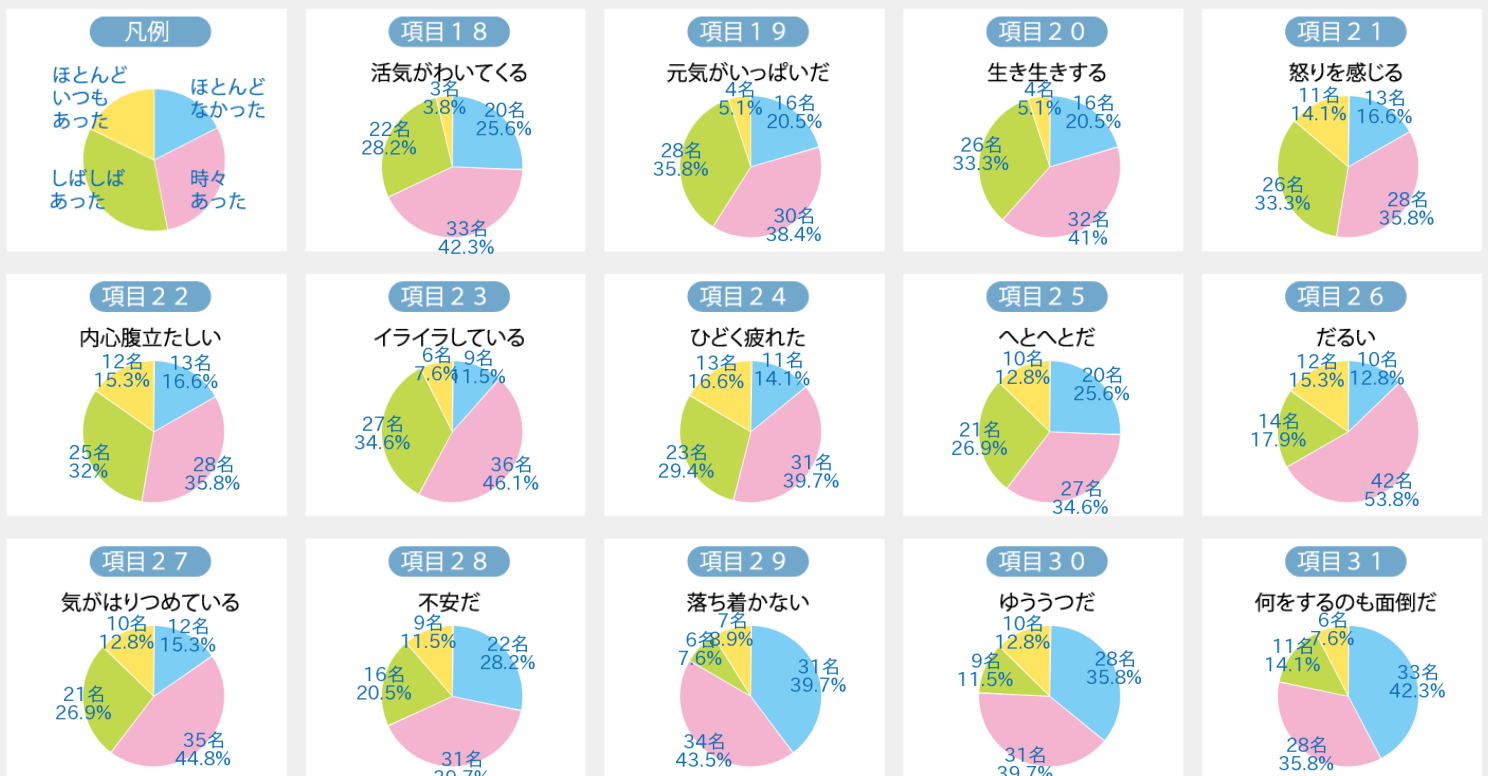 凡例
ほとんど
いつも
あった
ほとんど
なかった
しばしば
あった
時々
あった
項目１８
活気がわいてくる
3名
3.8%
20名
25.6%
22名
28.2%
33名
42.3%
項目１９
元気がいっぱいだ
4名
5.1%
16名
20.5%
28名
35.8%
30名
38.4%
項目２０
生き生きする
4名
5.1%
16名
20.5%
26名
33.3%
32名
41%
項目２１
怒りを感じる
11名
14.1%
13名
16.6%
26名
33.3%
28名
35.8%
項目２２
内心腹立たしい
12名
15.3%
13名
16.6%
25名
32%
28名
35.8%
項目２３
イライラしている
6名
7.6%
9名
11.5%
27名
34.6%
36名
46.1%
項目２４
ひどく疲れた
13名
16.6%
11名
14.1%
23名
29.4%
31名
39.7%
項目２５
へとへとだ
10名
12.8%
20名
25.6%
21名
26.9%
27名
34.6%
項目２６
だるい
12名
15.3%
10名
12.8%
14名
17.9%
42名
53.8%
項目２７
気がはりつめている
10名
12.8%
12名
15.3%
21名
26.9%
35名
44.8%
項目２８
不安だ
9名
11.5%
22名
28.2%
16名
20.5%
31名
39.7%
項目２９
落ち着かない
7名
8.9%
6名
7.6%
31名
39.7%
34名
43.5%
項目３０
ゆううつだ
10名
12.8%
28名
35.8%
9名
11.5%
31名
39.7%
項目３１
何をするのも面倒だ
6名
7.6%
11名
14.1%
33名
42.3%
28名
35.8%